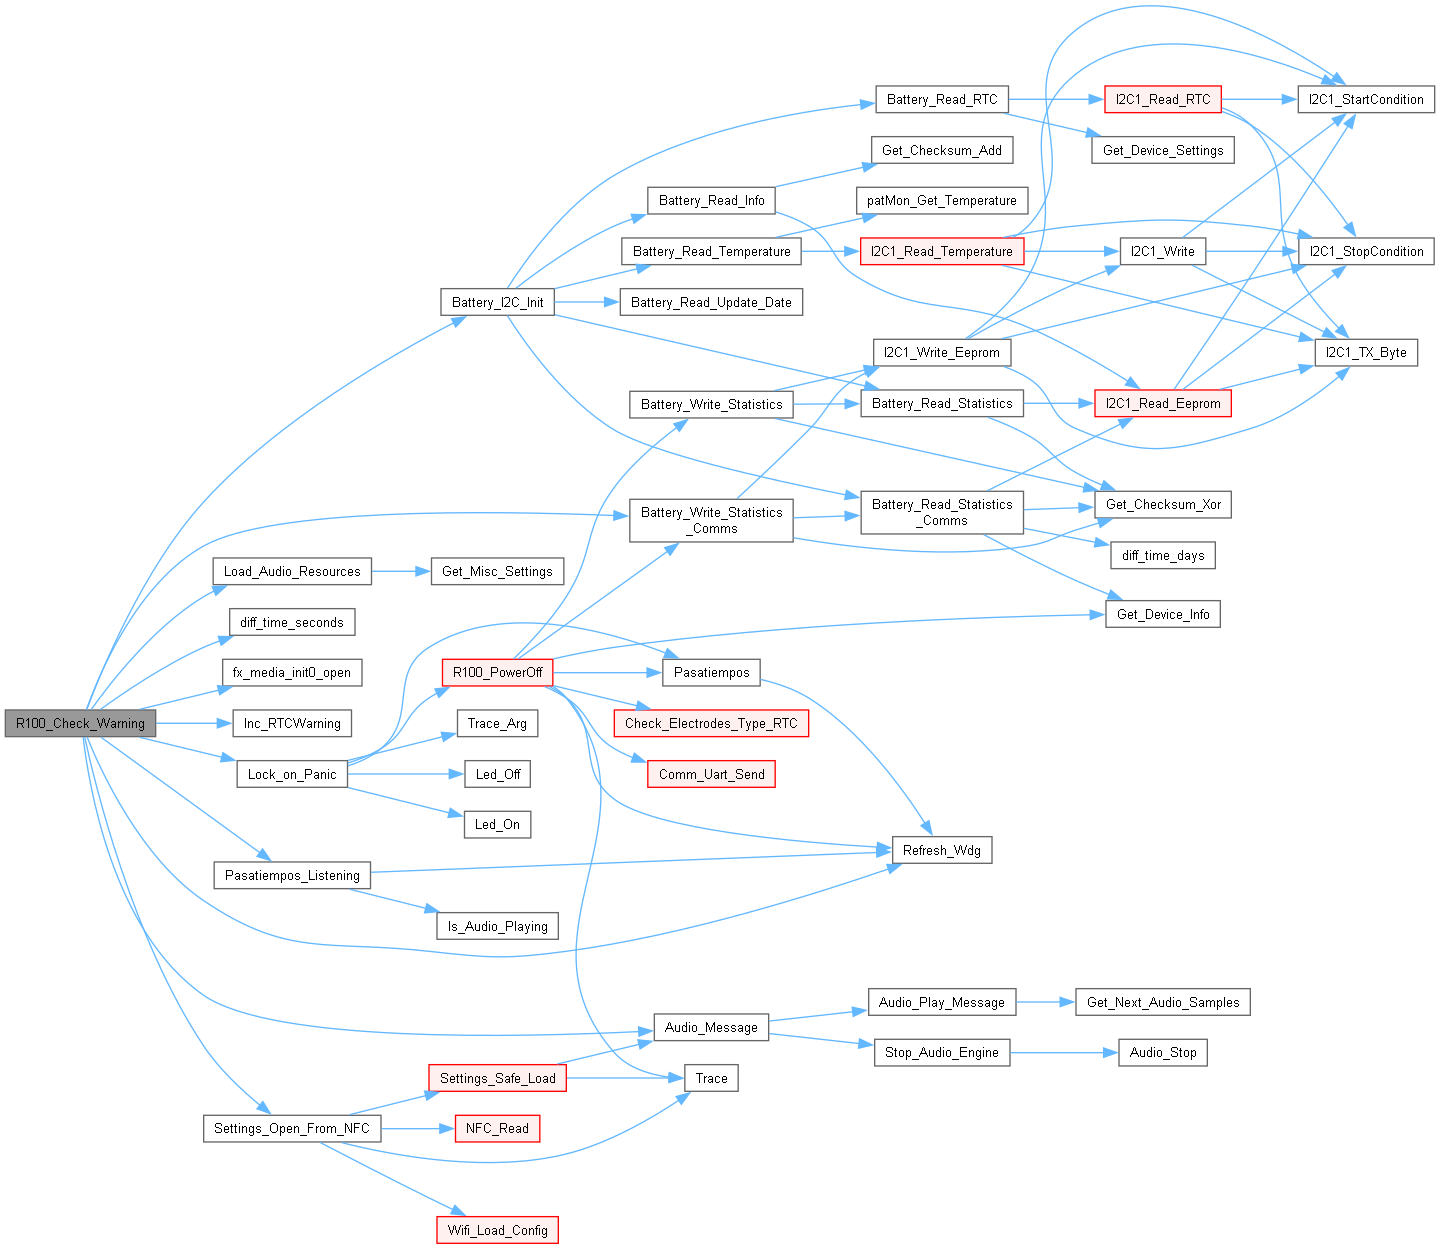 Battery_Read_RTC
I2C1_Read_RTC
I2C1_StartCondition
Get_Checksum_Add
Get_Device_Settings
Battery_Read_Info
patMon_Get_Temperature
Battery_Read_Temperature
I2C1_Read_Temperature
I2C1_Write
I2C1_StopCondition
Battery_I2C_Init
Battery_Read_Update_Date
I2C1_Write_Eeprom
I2C1_TX_Byte
Battery_Write_Statistics
Battery_Read_Statistics
I2C1_Read_Eeprom
Battery_Write_Statistics
_Comms
Battery_Read_Statistics
_Comms
Get_Checksum_Xor
diff_time_days
Load_Audio_Resources
Get_Misc_Settings
diff_time_seconds
Get_Device_Info
fx_media_init0_open
R100_PowerOff
Pasatiempos
R100_Check_Warning
Inc_RTCWarning
Trace_Arg
Check_Electrodes_Type_RTC
Lock_on_Panic
Led_Off
Comm_Uart_Send
Led_On
Refresh_Wdg
Pasatiempos_Listening
Is_Audio_Playing
Audio_Play_Message
Get_Next_Audio_Samples
Audio_Message
Stop_Audio_Engine
Audio_Stop
Settings_Safe_Load
Trace
Settings_Open_From_NFC
NFC_Read
Wifi_Load_Config